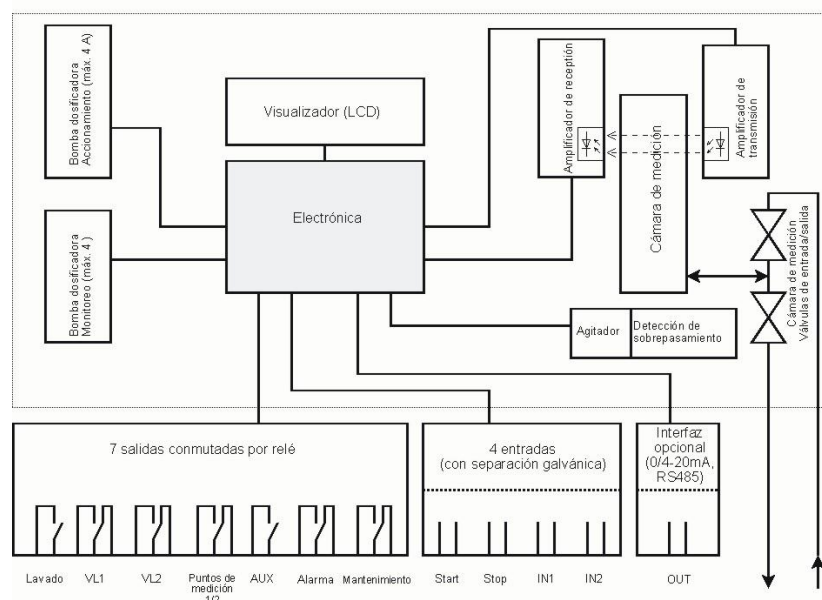 Bomba dosificadora
Accionamiento (máx. 4 A)
Visualizador (LCD)
Amplificador de receptión
Cámara de medición
Amplificador de
transmisión
Electrónica
Bomba dosificadora
Monitoreo (máx. 4 )
Cámara de medición
Válvulas de entrada/salida
Agitador
Detección de
sobrepasamiento
7 salidas conmutadas por relé
4 entradas
(con separación galvánica)
Interfaz
opcional
(0/4-20mA,
RS485)
Lavado
VL1
VL2
Puntos de
medición
1/2
AUX
Alarma
Mantenimiento
Start
Stop
IN1
IN2
OUT